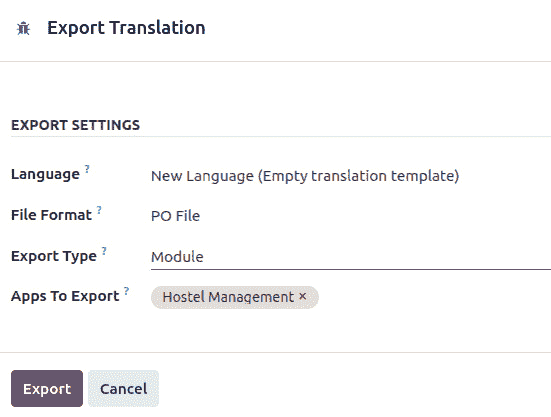 Export Translation
EXPORT SETTINGS
Language ? New Language (Empty translation template)
File Format ? PO File
Export Type ? Module
Apps To Export ? Hostel Management ×
Export Cancel